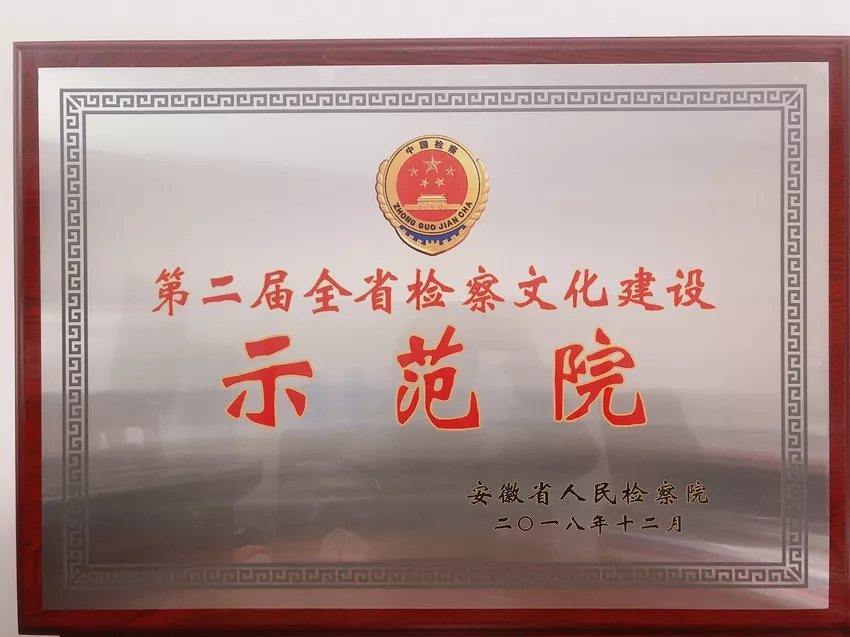 中国检察
ZHONG GUO JIAN CHA
第二届全省检察文化建设
示范院
安徽省人民检察院
二〇一八年十二月